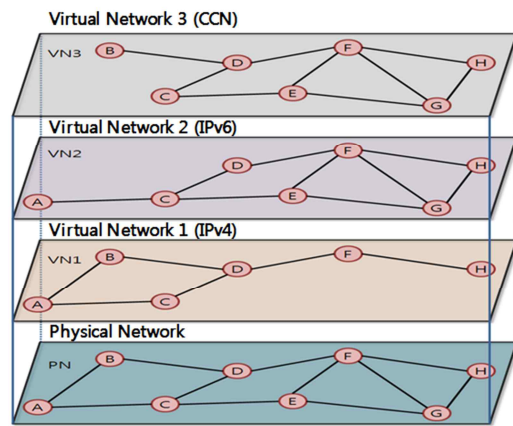 Virtual Network 3 (CCN)
VN3
B
D
F
H
C
E
G
Virtual Network 2 (IPv6)
VN2
D
F
H
A
C
E
G
Virtual Network 1 (IPv4)
VN1
B
D
F
H
A
C
Physical Network
PN
B
D
F
H
A
C
E
G